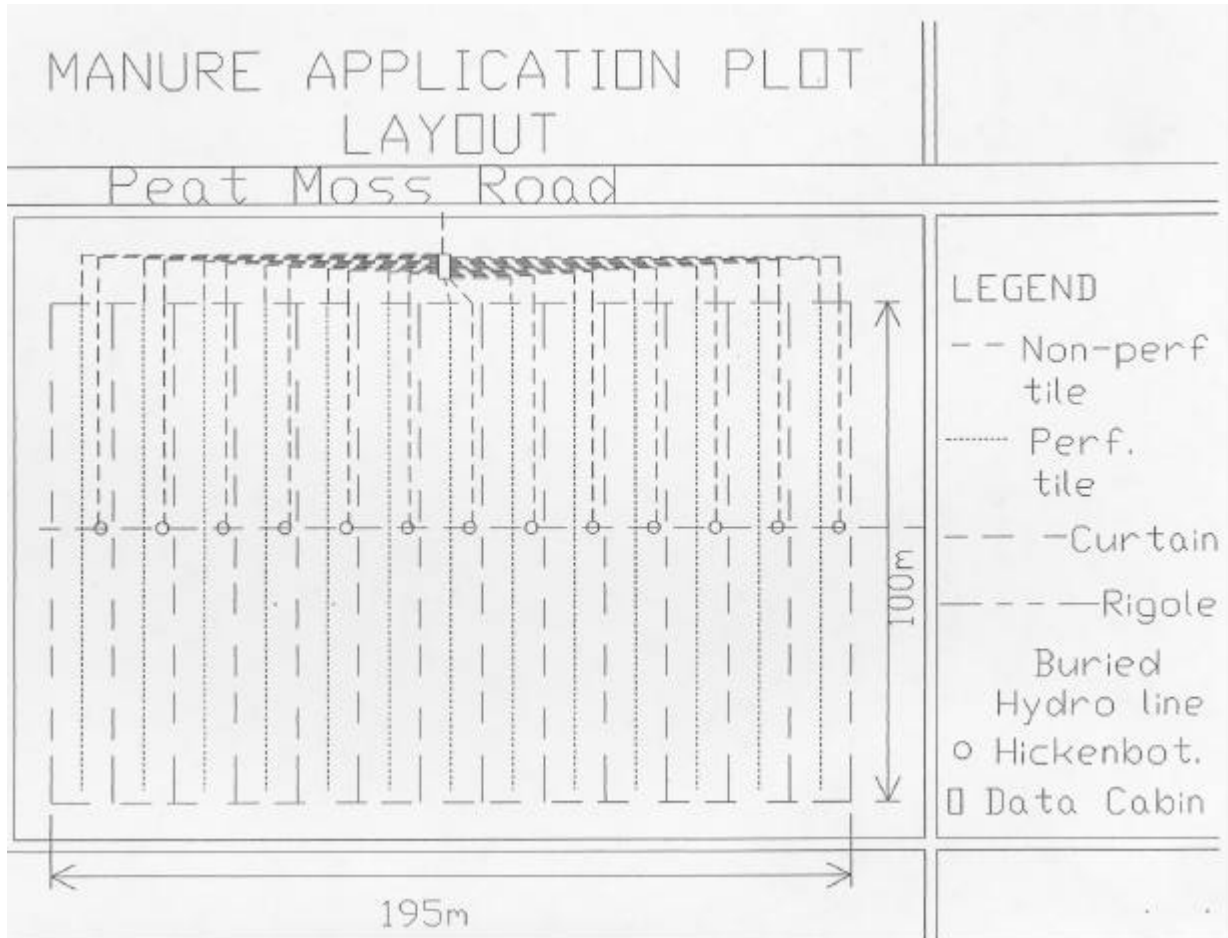 MANURE APPLICATION PLOT
LAYOUT
Peat Moss Road
LEGEND
Non-perf
tile
Perf.
tile
Curtain
Rigole
Buried
Hydro line
Hickenbot.
Data Cabin
100m
195m